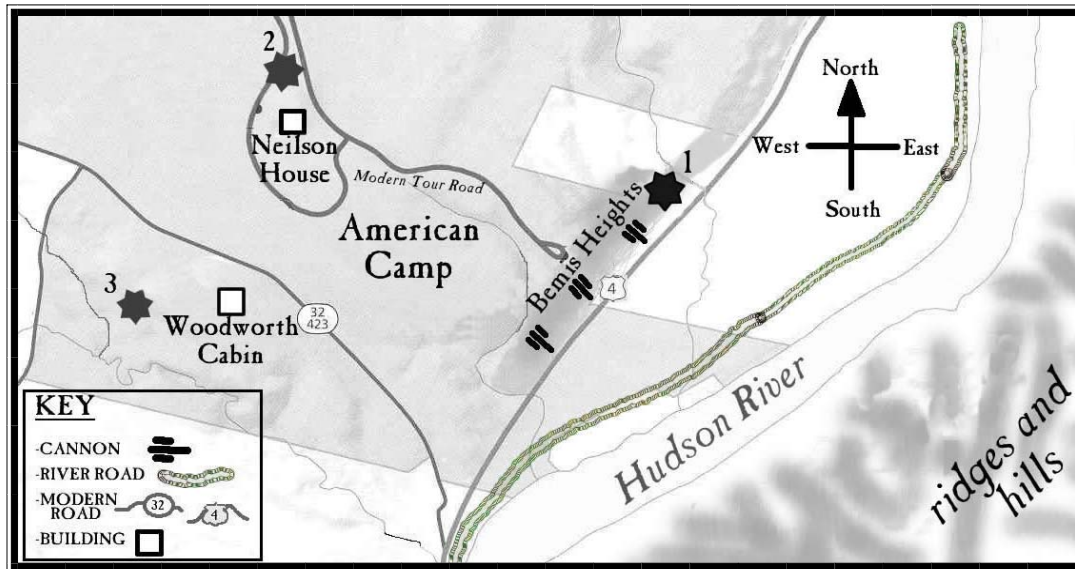 2
North
Neilson
House
West
East
1
Modern Tour Road
South
American
Camp
Bemis Heights
3
4
32
423
Woodworth
Cabin
Hudson River
ridges and
hills
KEY
-CANNON
-RIVER ROAD
-MODERN
ROAD
32
4
-BUILDING